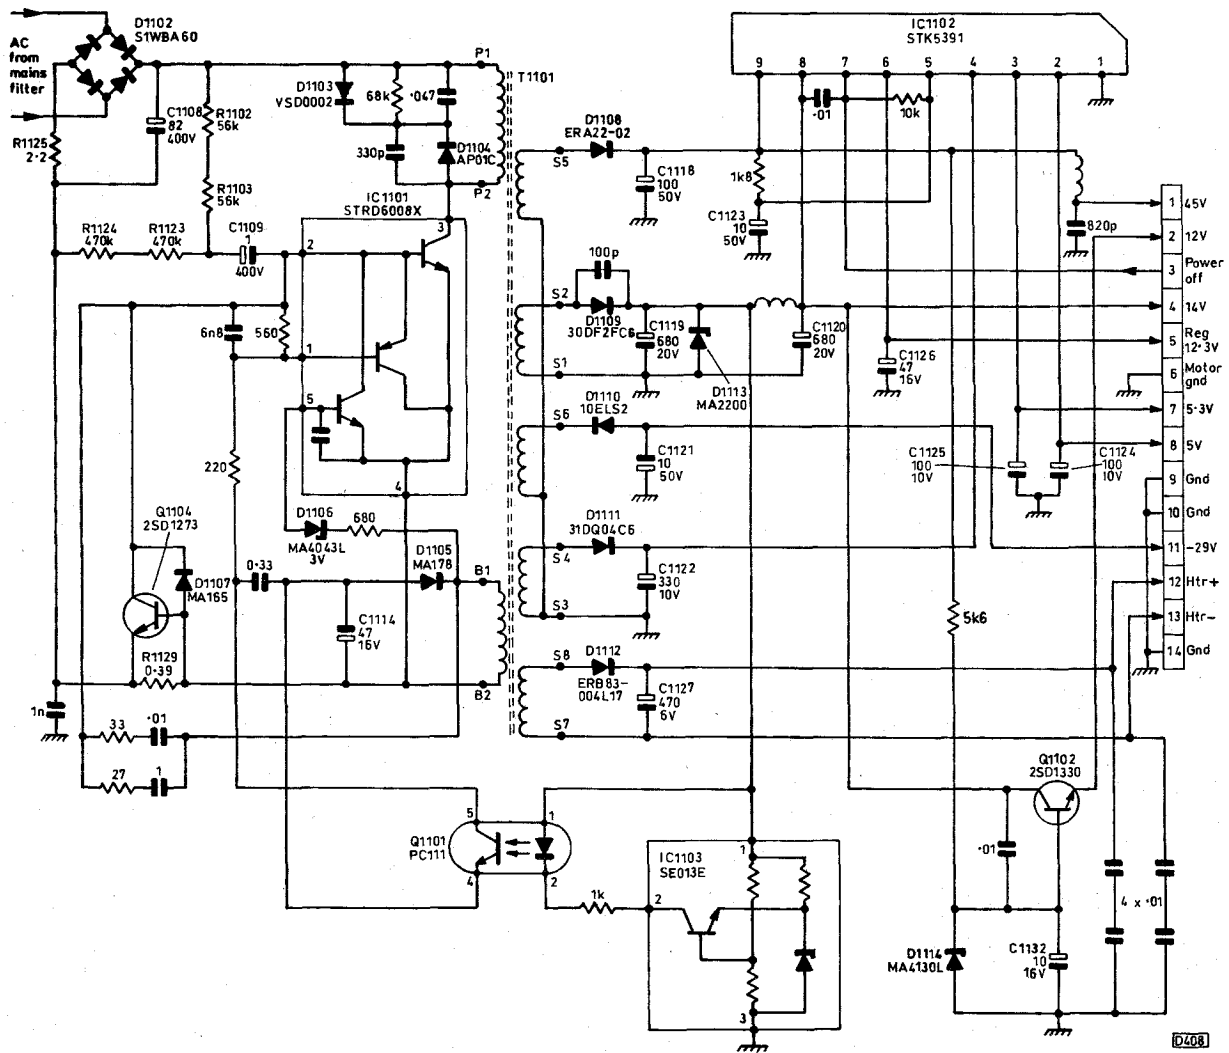 AC
from
mains
filter
D1102
S1WBA60
C1108
82
400V
R1102
56k
R1103
56k
R1125
2·2
R1124
470k
R1123
470k
C1109
1
400V
D1103
VSD0002
68k
·047
330p
D1104
AP01C
P1
P2
T1101
IC1101
STRD6008X
3
2
1
5
4
6n8
560
220
Q1104
2SD1273
D1106
MA4043L
3V
680
D1105
MA178
B1
B2
0·33
D1107
MA165
C1114
47
16V
R1129
0·39
1n
33
·01
27
1
Q1101
PC111
5
4
1
2
1k
IC1103
SE013E
1
2
3
IC1102
STK5391
9
8
7
6
5
4
3
2
1
·01
10k
D1108
ERA22-02
S5
C1118
100
50V
1k8
C1123
10
50V
820p
100p
S2
D1109
30DF2FC6
S1
C1119
680
20V
D1113
MA2200
C1120
680
20V
C1126
47
16V
S6
D1110
10ELS2
C1121
10
50V
D1111
31DQ04C6
S4
S3
C1122
330
10V
S8
D1112
ERB83-
004L17
S7
C1127
470
6V
C1125
100
10V
C1124
100
10V
5k6
Q1102
2SD1330
·01
D1114
MA4130L
C1132
10
16V
4 x ·01
1 45V
2 12V
3 Power
off
4 14V
5 Reg
12·3V
6 Motor
gnd
7 5·3V
8 5V
9 Gnd
10 Gnd
11 -29V
12 Htr+
13 Htr-
14 Gnd
D408